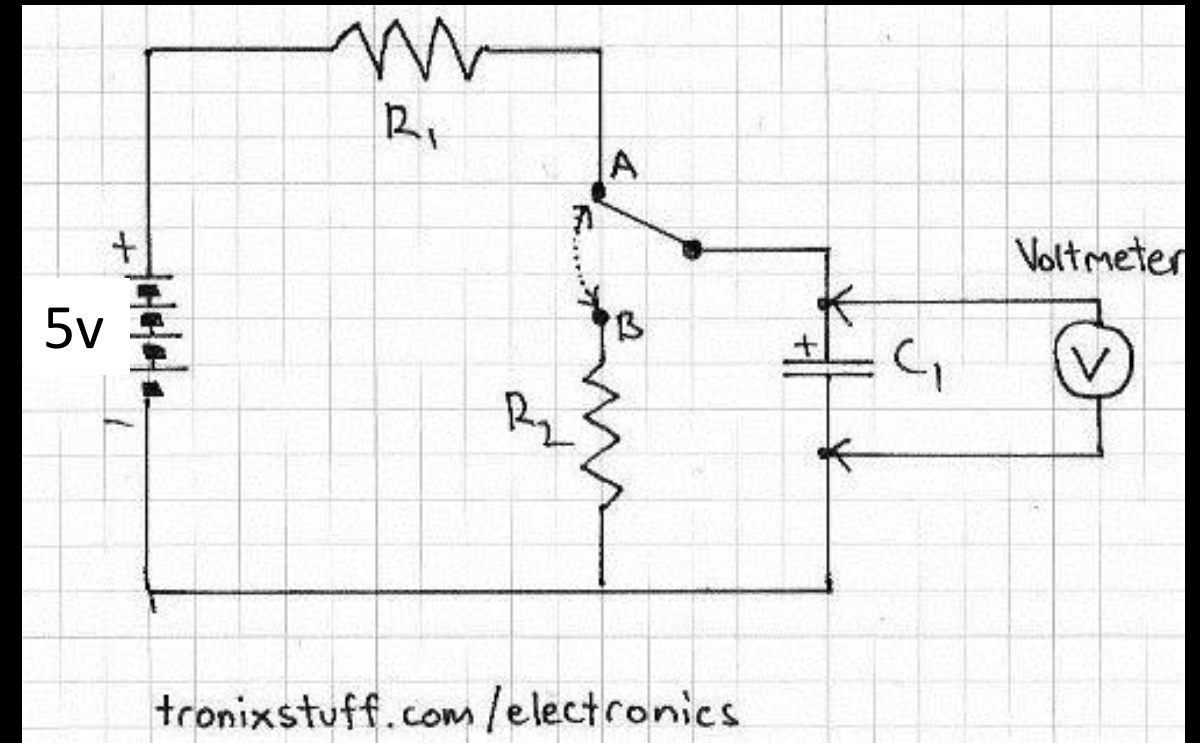 R₁
A
+
Voltmeter
5v
B
+
C₁
V
R₂
-
tronixstuff.com/electronics